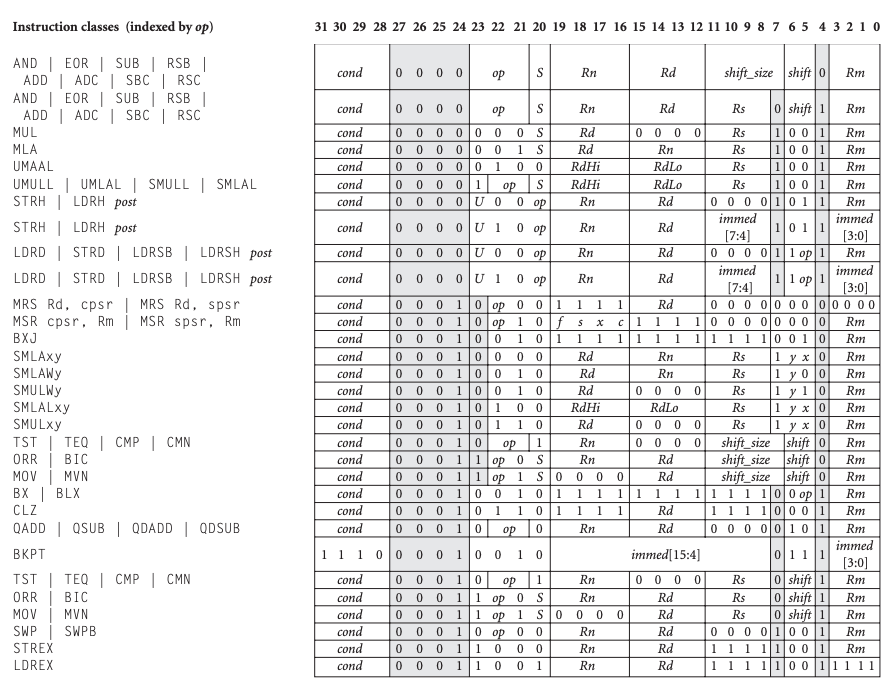 Instruction classes (indexed by op) 31 30 29 28 27 26 25 24 23 22 21 20 19 18 17 16 15 14 13 12 11 10 9 8 7 6 5 4 3 2 1 0
AND | EOR | SUB | RSB |
ADD | ADC | SBC | RSC cond 0 0 0 0 op S Rn Rd shift_size shift 0 Rm
AND | EOR | SUB | RSB |
ADD | ADC | SBC | RSC cond 0 0 0 0 op S Rn Rd Rs 0 shift 1 Rm
MUL cond 0 0 0 0 0 0 0 S Rd 0 0 0 0 Rs 1 0 0 1 Rm
MLA cond 0 0 0 0 0 0 1 S Rd Rn Rs 1 0 0 1 Rm
UMAAL cond 0 0 0 0 0 1 0 0 RdHi RdLo Rs 1 0 0 1 Rm
UMULL | UMLAL | SMULL | SMLAL cond 0 0 0 0 1 op S RdHi RdLo Rs 1 0 0 1 Rm
STRH | LDRH post cond 0 0 0 0 U 0 0 op Rn Rd 0 0 0 0 1 0 1 1 Rm
STRH | LDRH post cond 0 0 0 0 U 1 0 op Rn Rd immed [7:4] 1 0 1 1 immed [3:0]
LDRD | STRD | LDRSB | LDRSH post cond 0 0 0 0 U 0 0 op Rn Rd 0 0 0 0 1 1 op 1 Rm
LDRD | STRD | LDRSB | LDRSH post cond 0 0 0 0 U 1 0 op Rn Rd immed [7:4] 1 1 op 1 immed [3:0]
MRS Rd, cpsr | MRS Rd, spsr cond 0 0 0 1 0 op 0 0 1 1 1 1 Rd 0 0 0 0 0 0 0 0 0 0 0 0
MSR cpsr, Rm | MSR spsr, Rm cond 0 0 0 1 0 op 1 0 f s x c 1 1 1 1 0 0 0 0 0 0 0 0 Rm
BXJ cond 0 0 0 1 0 0 1 0 1 1 1 1 1 1 1 1 1 1 1 1 0 0 1 0 Rm
SMLAxy cond 0 0 0 1 0 0 0 0 Rd Rn Rs 1 y x 0 Rm
SMLAWy cond 0 0 0 1 0 0 1 0 Rd Rn Rs 1 y 0 0 Rm
SMULWy cond 0 0 0 1 0 0 1 0 Rd 0 0 0 0 Rs 1 y 1 0 Rm
SMLALxy cond 0 0 0 1 0 1 0 0 RdHi RdLo Rs 1 y x 0 Rm
SMULxy cond 0 0 0 1 0 1 1 0 Rd 0 0 0 0 Rs 1 y x 0 Rm
TST | TEQ | CMP | CMN cond 0 0 0 1 0 op 1 Rn 0 0 0 0 shift_size shift 0 Rm
ORR | BIC cond 0 0 0 1 1 op 0 S Rn Rd shift_size shift 0 Rm
MOV | MVN cond 0 0 0 1 1 op 1 S 0 0 0 0 Rd shift_size shift 0 Rm
BX | BLX cond 0 0 0 1 0 0 1 0 1 1 1 1 1 1 1 1 1 1 1 1 0 0 op 1 Rm
CLZ cond 0 0 0 1 0 1 1 0 1 1 1 1 Rd 1 1 1 1 0 0 0 1 Rm
QADD | QSUB | QDADD | QDSUB cond 0 0 0 1 0 op 0 Rn Rd 0 0 0 0 0 1 0 1 Rm
BKPT 1 1 1 0 0 0 0 1 0 0 1 0 immed[15:4] 0 1 1 1 immed [3:0]
TST | TEQ | CMP | CMN cond 0 0 0 1 0 op 1 Rn 0 0 0 0 Rs 0 shift 1 Rm
ORR | BIC cond 0 0 0 1 1 op 0 S Rn Rd Rs 0 shift 1 Rm
MOV | MVN cond 0 0 0 1 1 op 1 S 0 0 0 0 Rd Rs 0 shift 1 Rm
SWP | SWPB cond 0 0 0 1 0 op 0 0 Rn Rd 0 0 0 0 1 0 0 1 Rm
STREX cond 0 0 0 1 1 0 0 0 Rn Rd 1 1 1 1 1 0 0 1 Rm
LDREX cond 0 0 0 1 1 0 0 1 Rn Rd 1 1 1 1 1 0 0 1 1 1 1 1